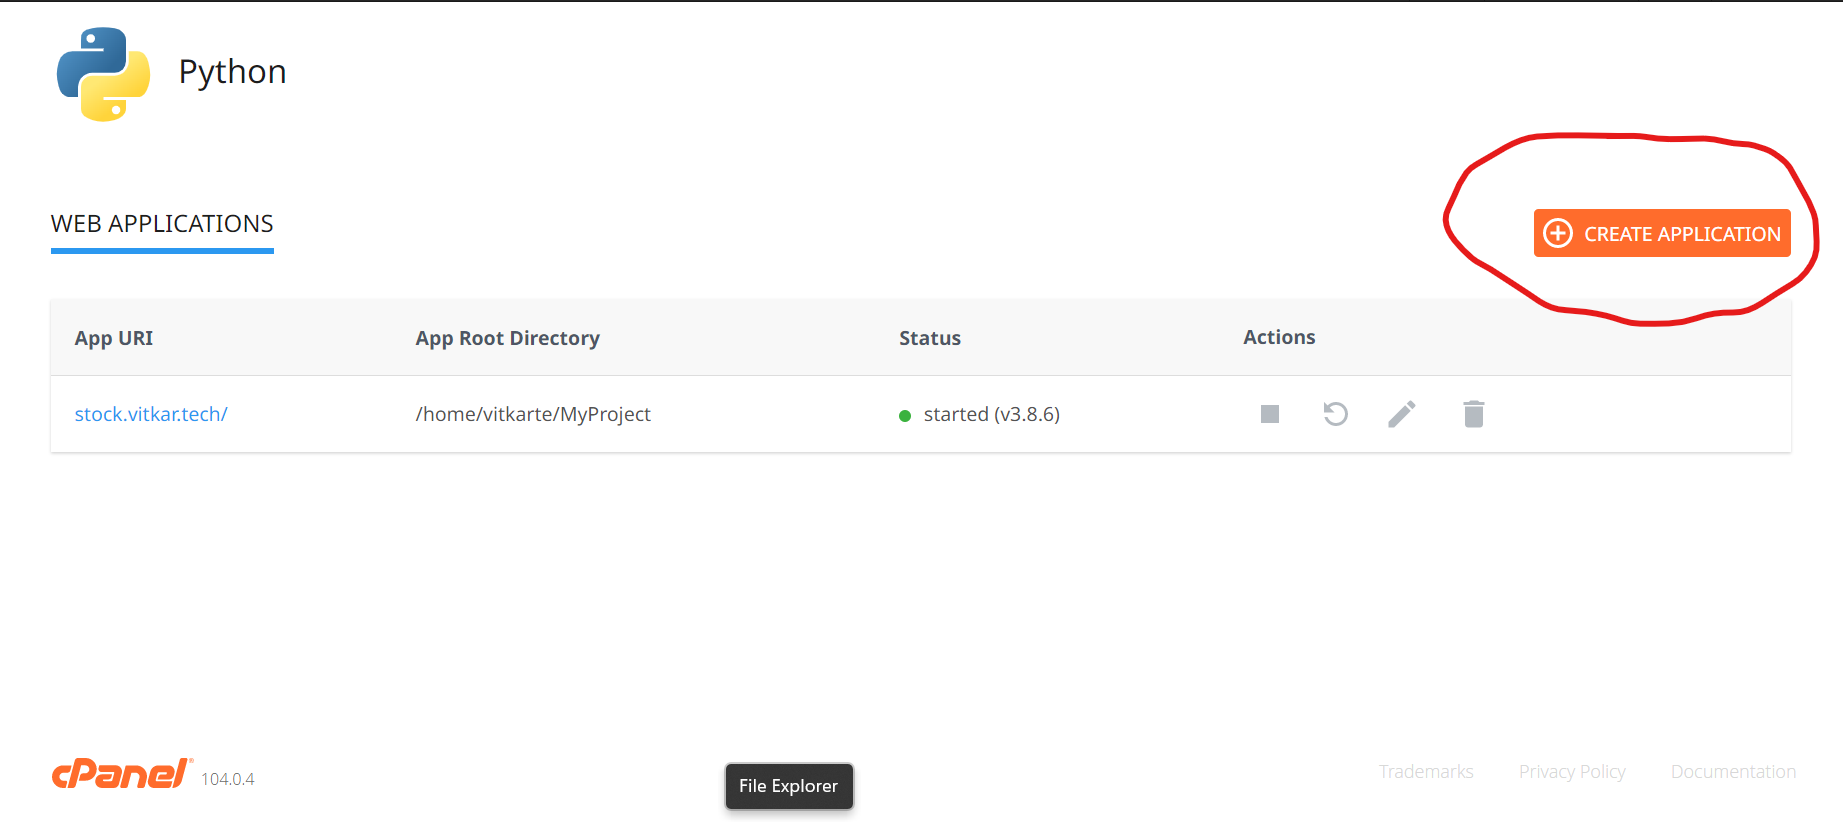 Python
WEB APPLICATIONS
CREATE APPLICATION
App URI App Root Directory Status Actions
stock.vitkar.tech/ /home/vitkarte/MyProject started (v3.8.6)
cPanel® 104.0.4
File Explorer
Trademarks Privacy Policy Documentation